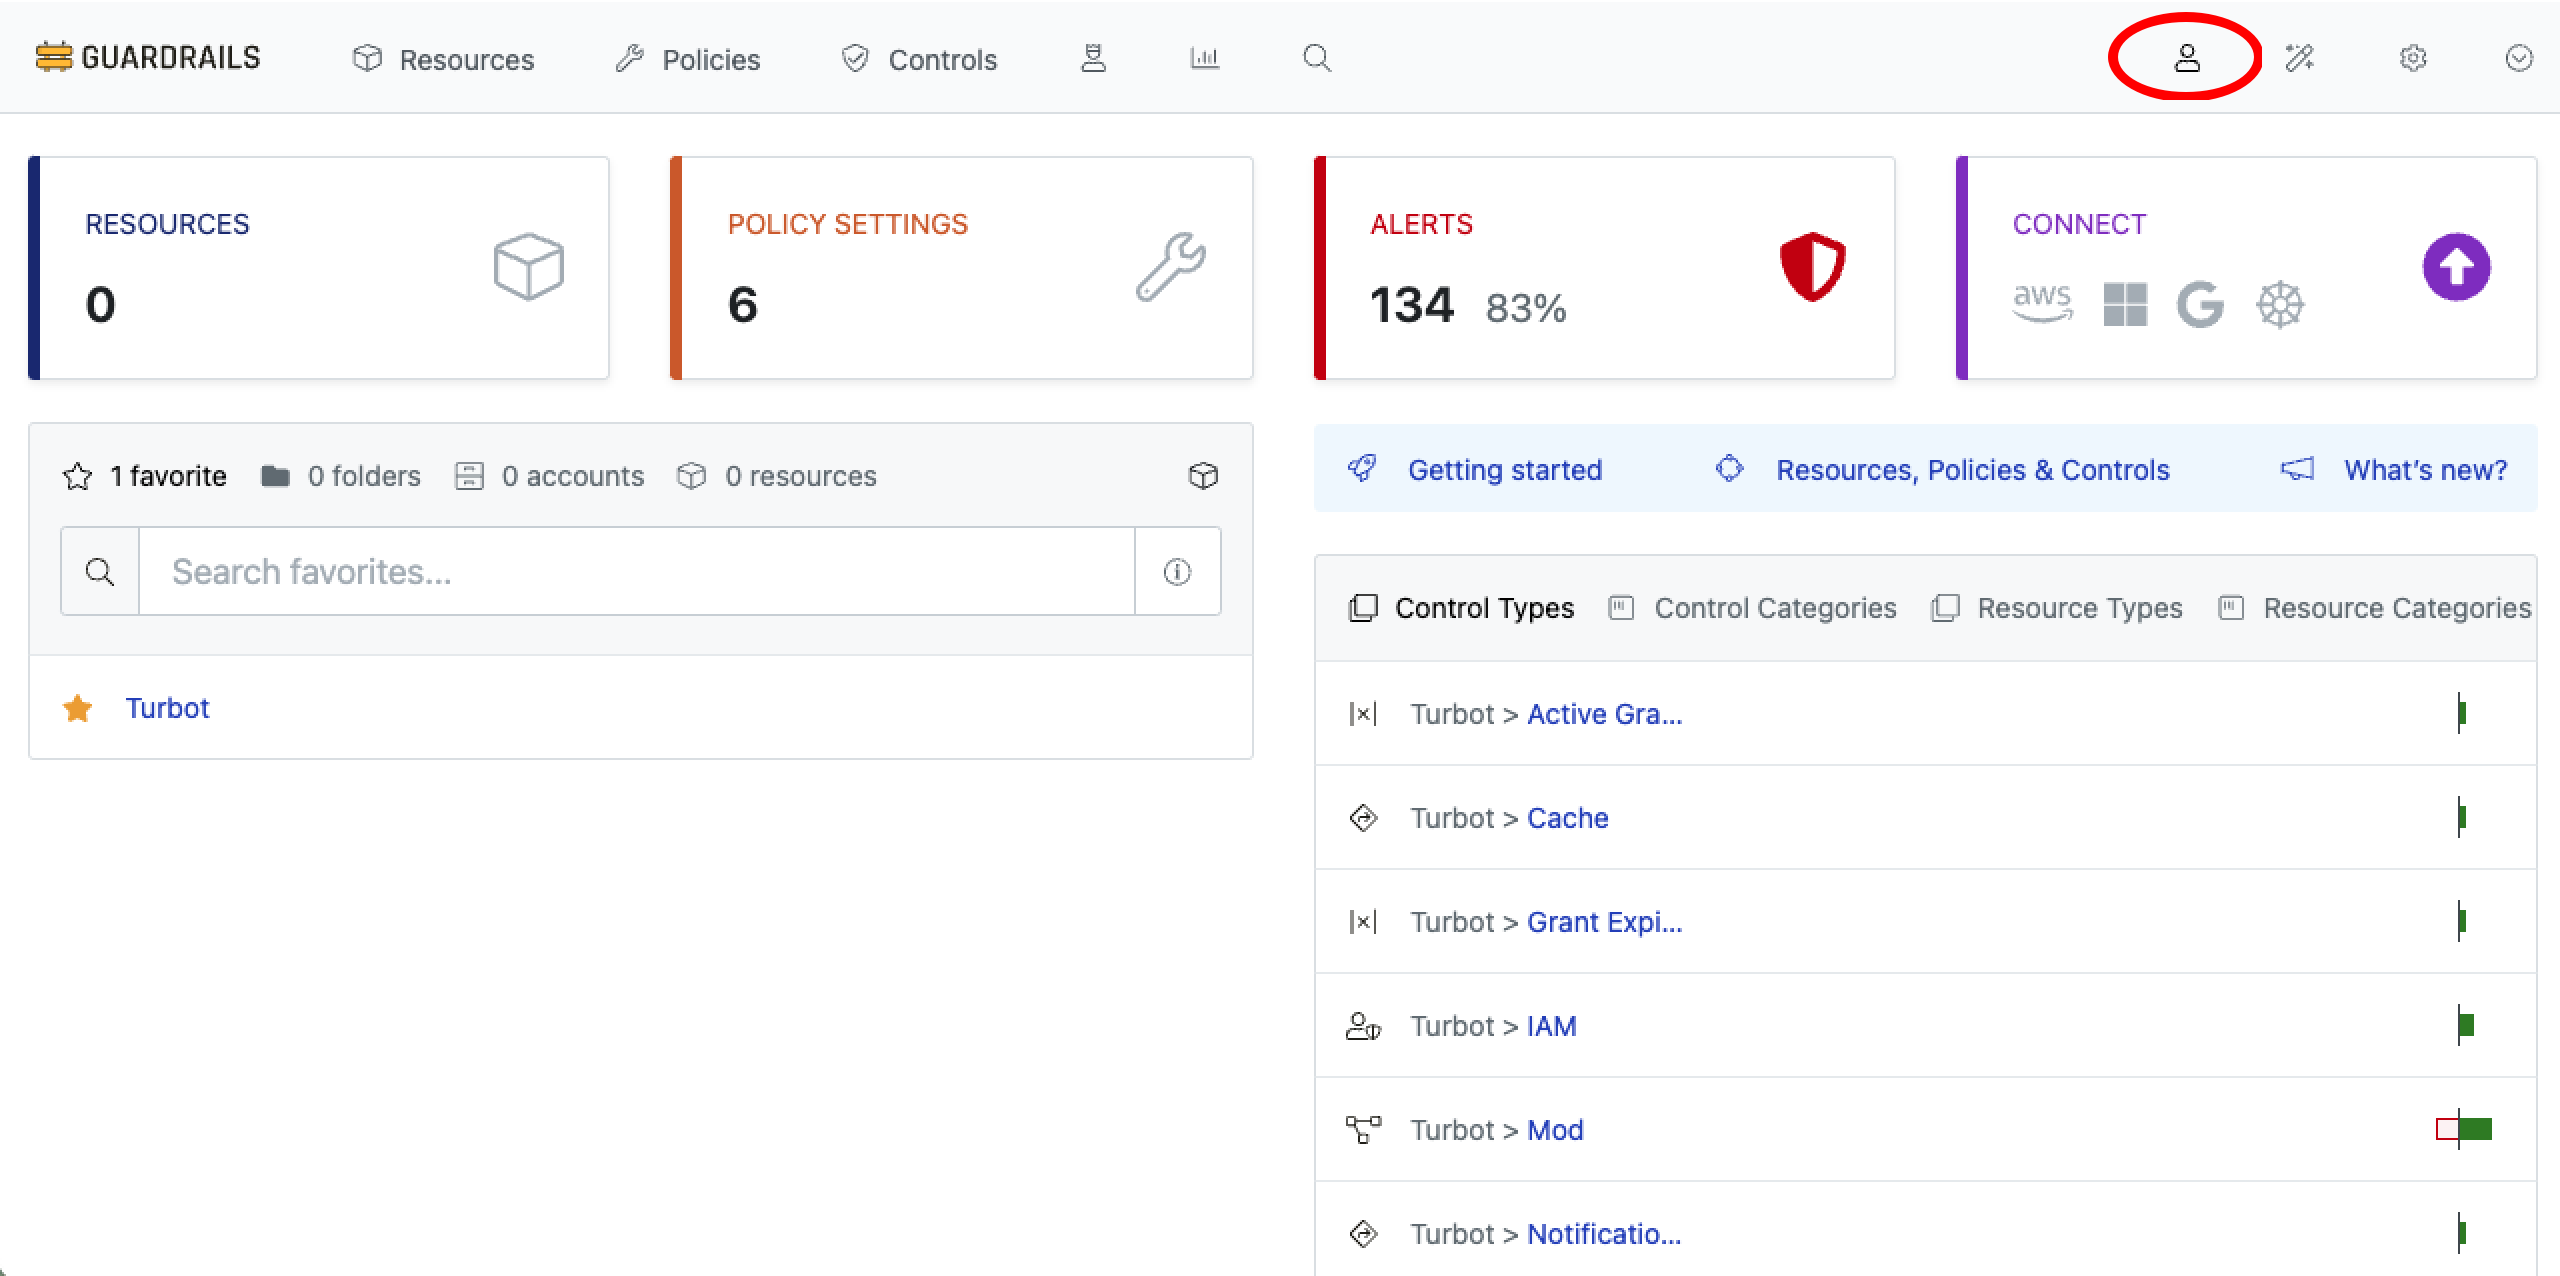 GUARDRAILS Resources Policies Controls
RESOURCES
0
POLICY SETTINGS
6
ALERTS
134 83%
CONNECT
aws
1 favorite 0 folders 0 accounts 0 resources
Search favorites...
Turbot
Getting started Resources, Policies & Controls What’s new?
Control Types Control Categories Resource Types Resource Categories
Turbot > Active Gra...
Turbot > Cache
Turbot > Grant Expi...
Turbot > IAM
Turbot > Mod
Turbot > Notificatio...